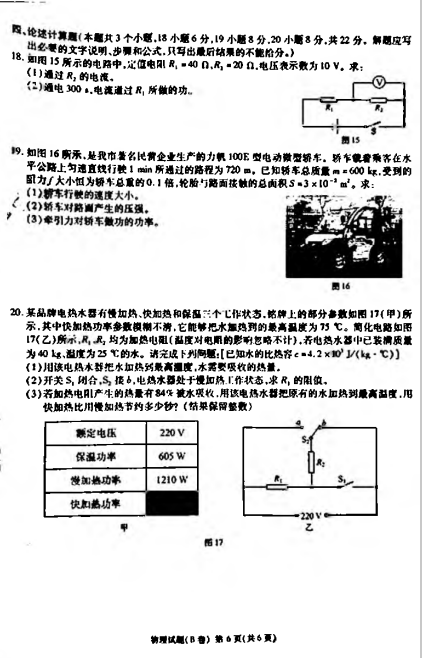 四、论述计算题(本题共3个小题,18小题6分,19小题8分,20小题8分,共22分。解题应写
出必要的文字说明、步骤和公式,只写出最后结果的不能给分。)
18. 如图15所示的电路中,定值电阻R₁=40 Ω,R₂=20 Ω,电压表示数为10 V。求:
(1)通过R₂的电流。
(2)通电300 s,电流通过R₁所做的功。
V
R₁
R₂
S
图15
19. 如图16所示,是我市著名民营企业生产的力帆100E型电动微型轿车。轿车载着乘客在水
平公路上匀速直线行驶1 min所通过的路程为720 m。已知轿车总质量m=600 kg,受到的
阻力f大小恒为轿车总重的0.1倍,轮胎与路面接触的总面积S=3×10⁻² m²。求:
(1)轿车行驶的速度大小。
(2)轿车对路面产生的压强。
(3)牵引力对轿车做功的功率。
图16
20. 某品牌电热水器有慢加热、快加热和保温三个工作状态,铭牌上的部分参数如图17(甲)所
示,其中快加热功率参数模糊不清,它能够把水加热到的最高温度为75 ℃。简化电路如图
17(乙)所示,R₁、R₂均为加热电阻(温度对电阻的影响忽略不计),若电热水器中已装满质量
为40 kg,温度为25 ℃的水。请完成下列问题:[已知水的比热容c=4.2×10³ J/(kg·℃)]
(1)用该电热水器把水加热到最高温度,水需要吸收的热量。
(2)开关S₁闭合,S₂接b,电热水器处于慢加热工作状态,求R₁的阻值。
(3)若加热电阻产生的热量有84%被水吸收,用该电热水器把原有的水加热到最高温度,用
快加热比用慢加热节约多少秒?(结果保留整数)
额定电压 220 V
保温功率 605 W
慢加热功率 1210 W
快加热功率
甲
a
b
S₂
R₂
R₁
S₁
220 V
乙
图17
物理试题(B卷) 第6页(共6页)